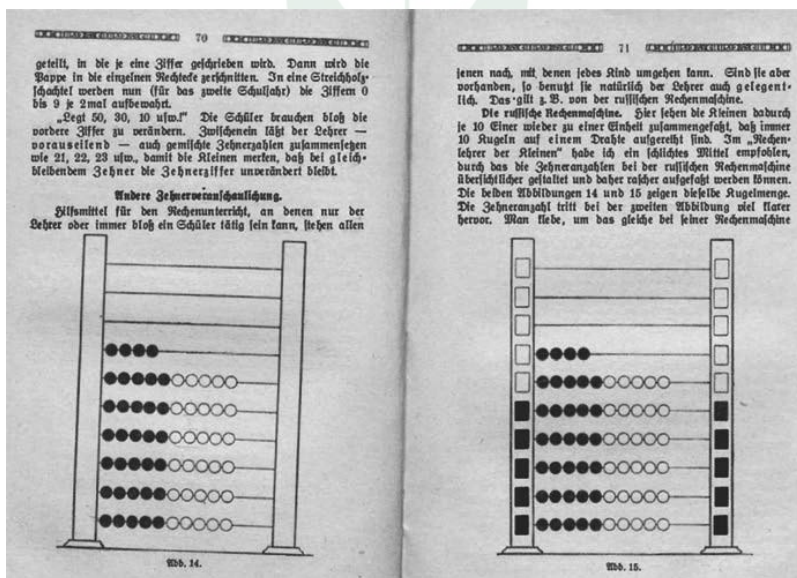 70
geteilt, in die je eine Ziffer geschrieben wird. Dann wird die
Pappe in die einzelnen Rechtecke zerschnitten. In eine Streichholz-
schachtel werden nun (für das zweite Schuljahr) die Ziffern 0
bis 9 je 2mal aufbewahrt.
„Legt 50, 30, 10 usw.!" Die Schüler brauchen bloß die
vordere Ziffer zu verändern. Zwischenein läßt der Lehrer —
vorauseilend — auch gemischte Zehnerzahlen zusammensetzen
wie 21, 22, 23 usw., damit die Kleinen merken, daß bei gleich-
bleibendem Zehner die Zehnerziffer unverändert bleibt.
Andere Zehnerveranschaulichung.
Hilfsmittel für den Rechenunterricht, an denen nur der
Lehrer oder immer bloß ein Schüler tätig sein kann, stehen allen
Abb. 14.
71
jenen nach, mit denen jedes Kind umgehen kann. Sind sie aber
vorhanden, so benutzt sie natürlich der Lehrer auch gelegent-
lich. Das gilt z. B. von der russischen Rechenmaschine.
Die russische Rechenmaschine. Hier sehen die Kleinen dadurch
je 10 Einer wieder zu einer Einheit zusammengefaßt, daß immer
10 Kugeln auf einem Drahte aufgereiht sind. Im „Rechen-
lehrer der Kleinen" habe ich ein schlichtes Mittel empfohlen,
durch das die Zehneranzahlen bei der russischen Rechenmaschine
übersichtlicher gestaltet und daher rascher aufgefaßt werden können.
Die beiden Abbildungen 14 und 15 zeigen dieselbe Kugelmenge.
Die Zehneranzahl tritt bei der zweiten Abbildung viel klarer
hervor. Man klebe, um das gleiche bei seiner Rechenmaschine
Abb. 15.